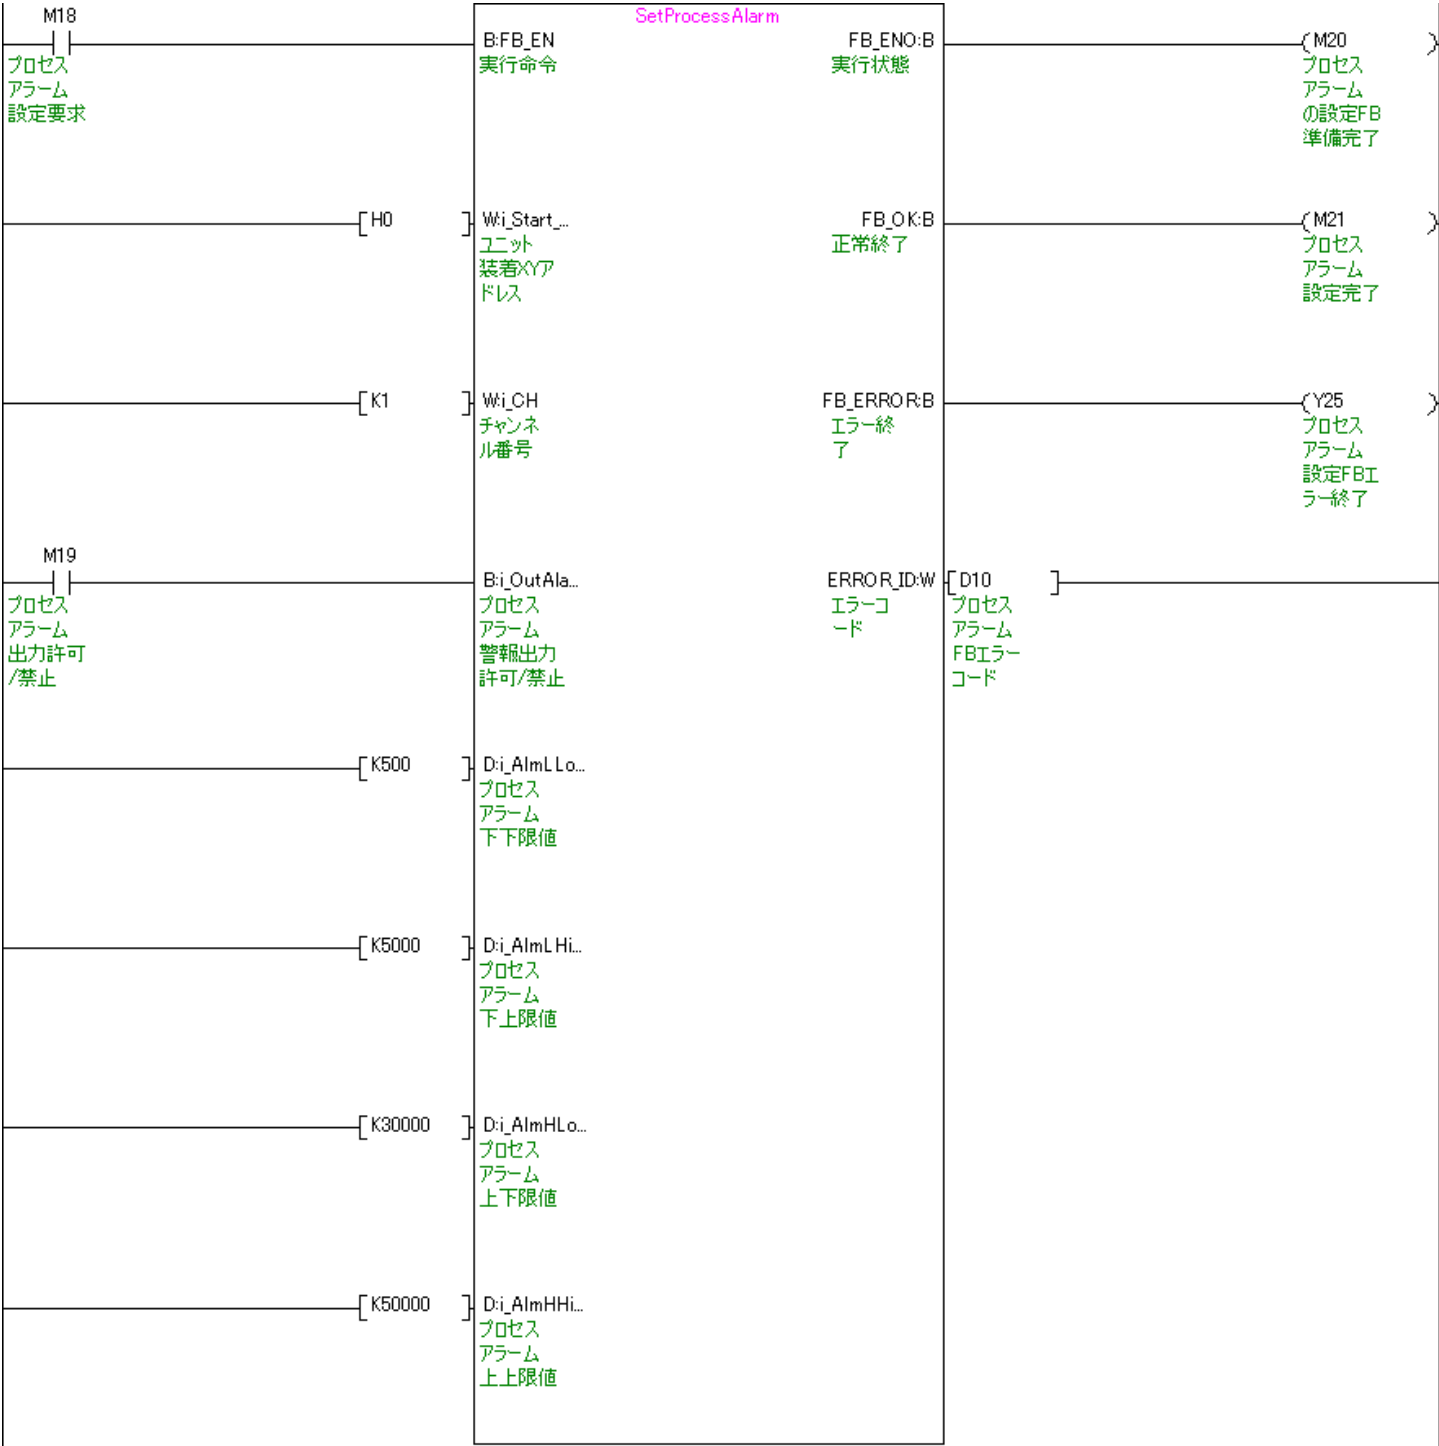 M18
SetProcessAlarm
B:FB_EN
FB_ENO:B
M20
プロセス
アラーム
設定要求
実行命令
実行状態
プロセス
アラーム
の設定FB
準備完了
H0
W:i_Start_...
FB_OK:B
M21
ユニット
装着XYア
ドレス
正常終了
プロセス
アラーム
設定完了
K1
W:i_CH
FB_ERROR:B
Y25
チャンネ
ル番号
エラー終
了
プロセス
アラーム
設定FBエ
ラー終了
M19
B:i_OutAla...
ERROR_ID:W
D10
プロセス
アラーム
出力許可
/禁止
プロセス
アラーム
警報出力
許可/禁止
エラーコ
ード
プロセス
アラーム
FBエラー
コード
K500
D:i_AlmLLo...
プロセス
アラーム
下下限値
K5000
D:i_AlmLHi...
プロセス
アラーム
下上限値
K30000
D:i_AlmHLo...
プロセス
アラーム
上下限値
K50000
D:i_AlmHHi...
プロセス
アラーム
上上限値